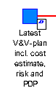 Latest
V&V-plan
incl. cost
estimate,
risk and
PDP